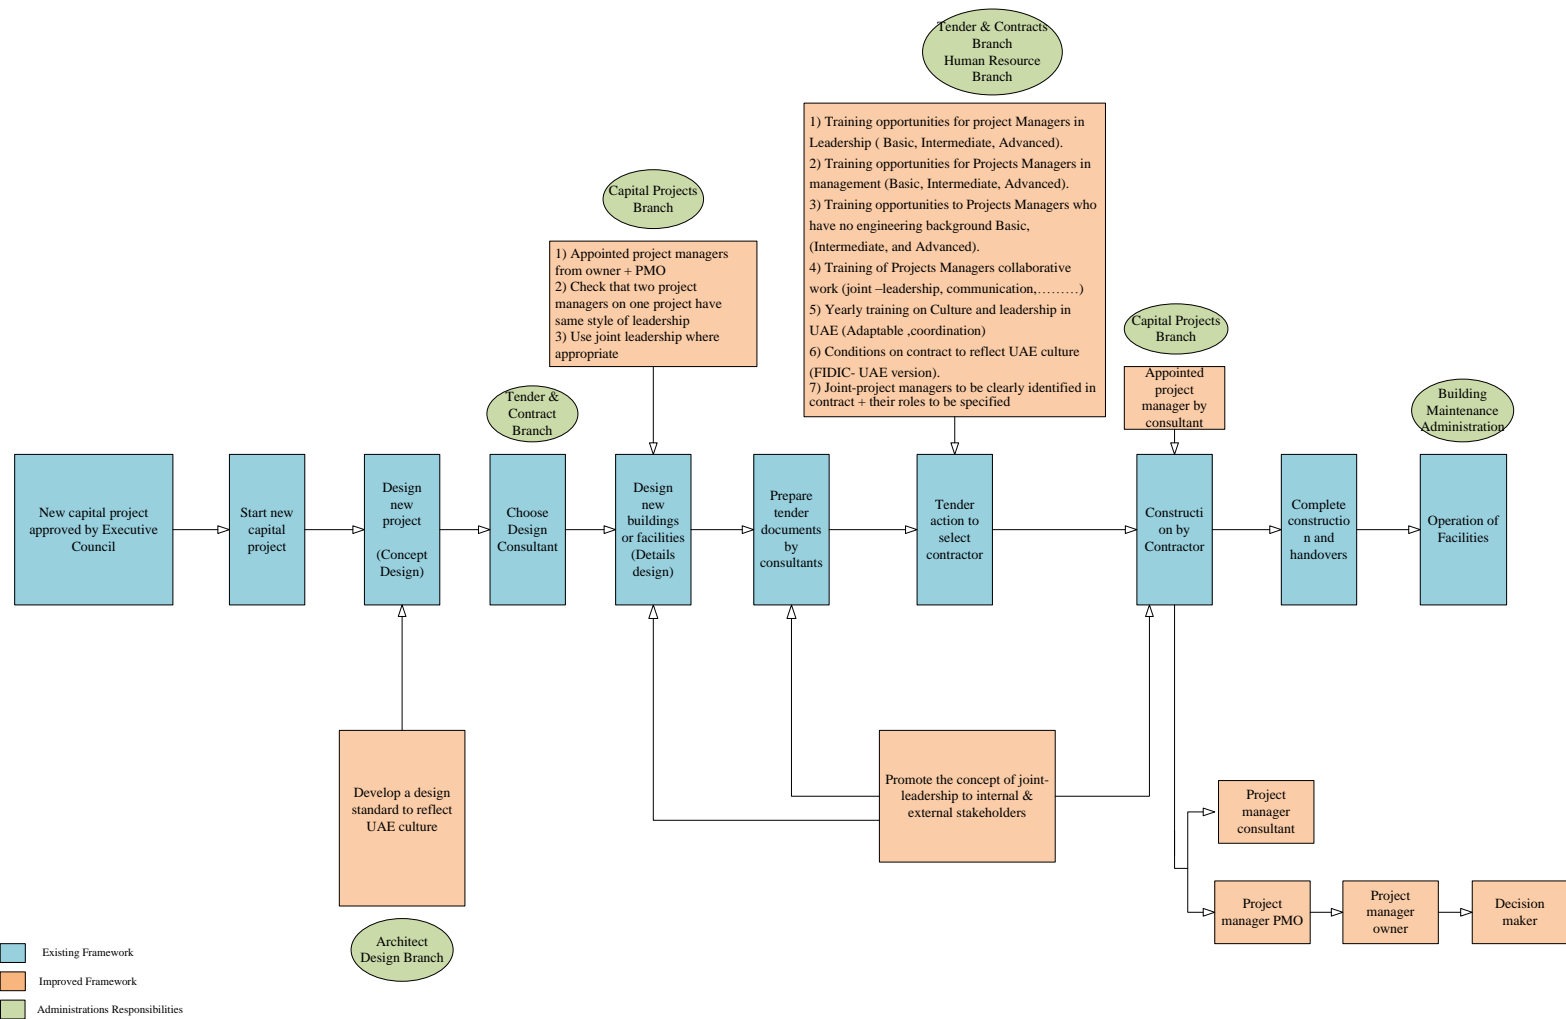 Tender & Contracts
Branch
Human Resource
Branch
1) Training opportunities for project Managers in
Leadership ( Basic, Intermediate, Advanced).
2) Training opportunities for Projects Managers in
management (Basic, Intermediate, Advanced).
3) Training opportunities to Projects Managers who
have no engineering background Basic,
(Intermediate, and Advanced).
4) Training of Projects Managers collaborative
work (joint –leadership, communication,………)
5) Yearly training on Culture and leadership in
UAE (Adaptable ,coordination)
6) Conditions on contract to reflect UAE culture
(FIDIC- UAE version).
7) Joint-project managers to be clearly identified in
contract + their roles to be specified
Capital Projects
Branch
1) Appointed project managers
from owner + PMO
2) Check that two project
managers on one project have
same style of leadership
3) Use joint leadership where
appropriate
Capital Projects
Branch
Appointed
project
manager by
consultant
Tender &
Contract
Branch
Building
Maintenance
Administration
New capital project
approved by Executive
Council
Start new
capital
project
Design
new
project
(Concept
Design)
Choose
Design
Consultant
Design
new
buildings
or facilities
(Details
design)
Prepare
tender
documents
by
consultants
Tender
action to
select
contractor
Constructi
on by
Contractor
Complete
constructio
n and
handovers
Operation of
Facilities
Develop a design
standard to reflect
UAE culture
Promote the concept of joint-
leadership to internal &
external stakeholders
Project
manager
consultant
Project
manager PMO
Project
manager
owner
Decision
maker
Architect
Design Branch
Existing Framework
Improved Framework
Administrations Responsibilities